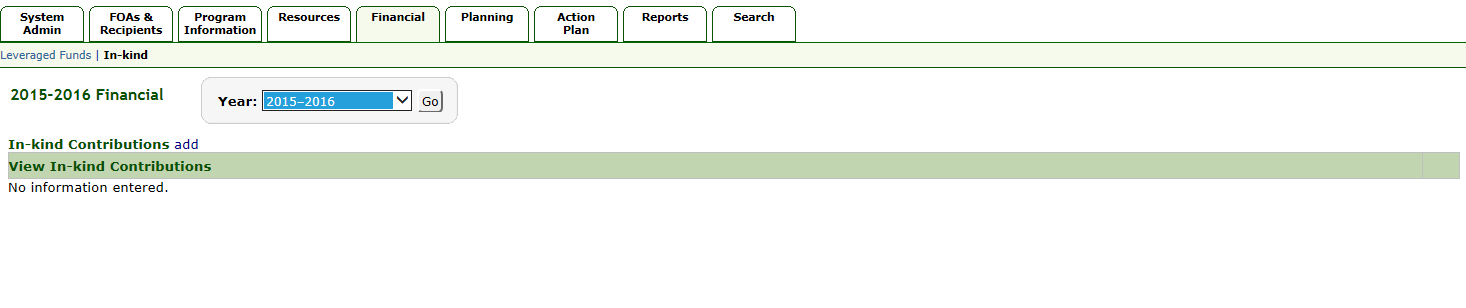 System Admin
FOAs & Recipients
Program Information
Resources
Financial
Planning
Action Plan
Reports
Search
Leveraged Funds | In-kind
2015-2016 Financial
Year: 2015–2016 Go
In-kind Contributions add
View In-kind Contributions
No information entered.